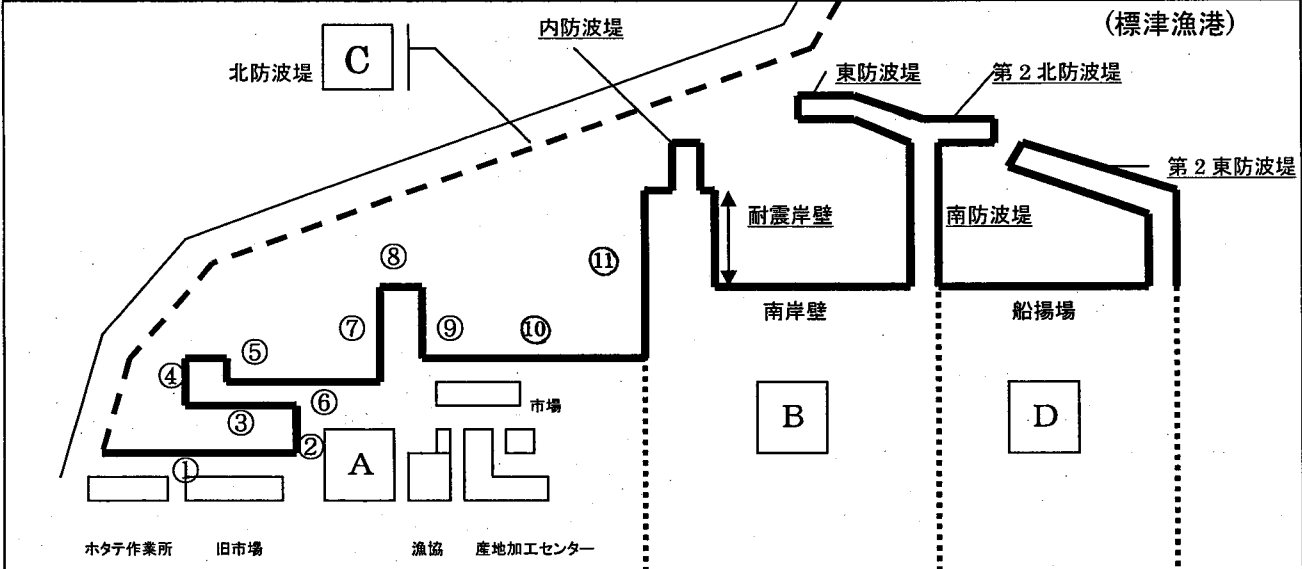 (標津漁港)
内防波堤
北防波堤
C
東防波堤
第2北防波堤
第2東防波堤
耐震岸壁
南防波堤
⑧
⑪
南岸壁
船揚場
⑦
⑨
⑩
⑤
④
⑥
市場
③
B
D
②
A
①
ホタテ作業所
旧市場
漁協
産地加工センター